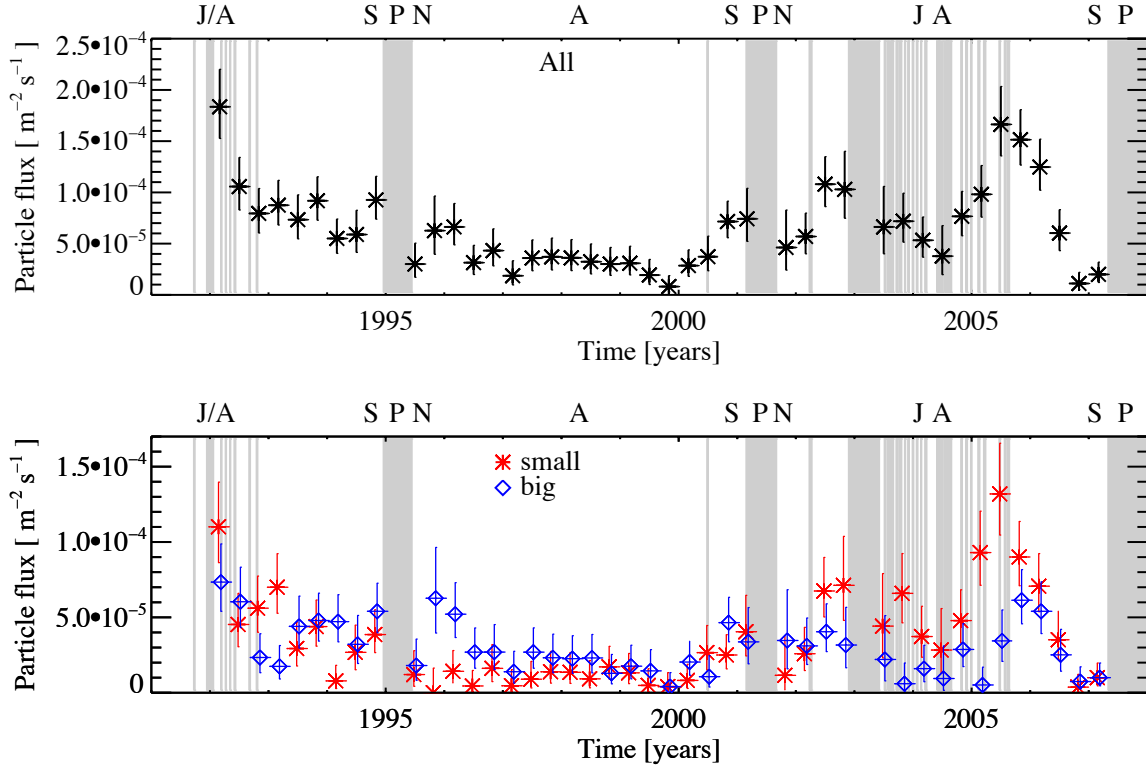 J/A S P N A S P N J A S P
All
Particle flux [ m⁻² s⁻¹ ]
2.5•10⁻⁴
2.0•10⁻⁴
1.5•10⁻⁴
1.0•10⁻⁴
5.0•10⁻⁵
0
1995 2000 2005
Time [years]
J/A S P N A S P N J A S P
small
big
Particle flux [ m⁻² s⁻¹ ]
1.5•10⁻⁴
1.0•10⁻⁴
5.0•10⁻⁵
0
1995 2000 2005
Time [years]